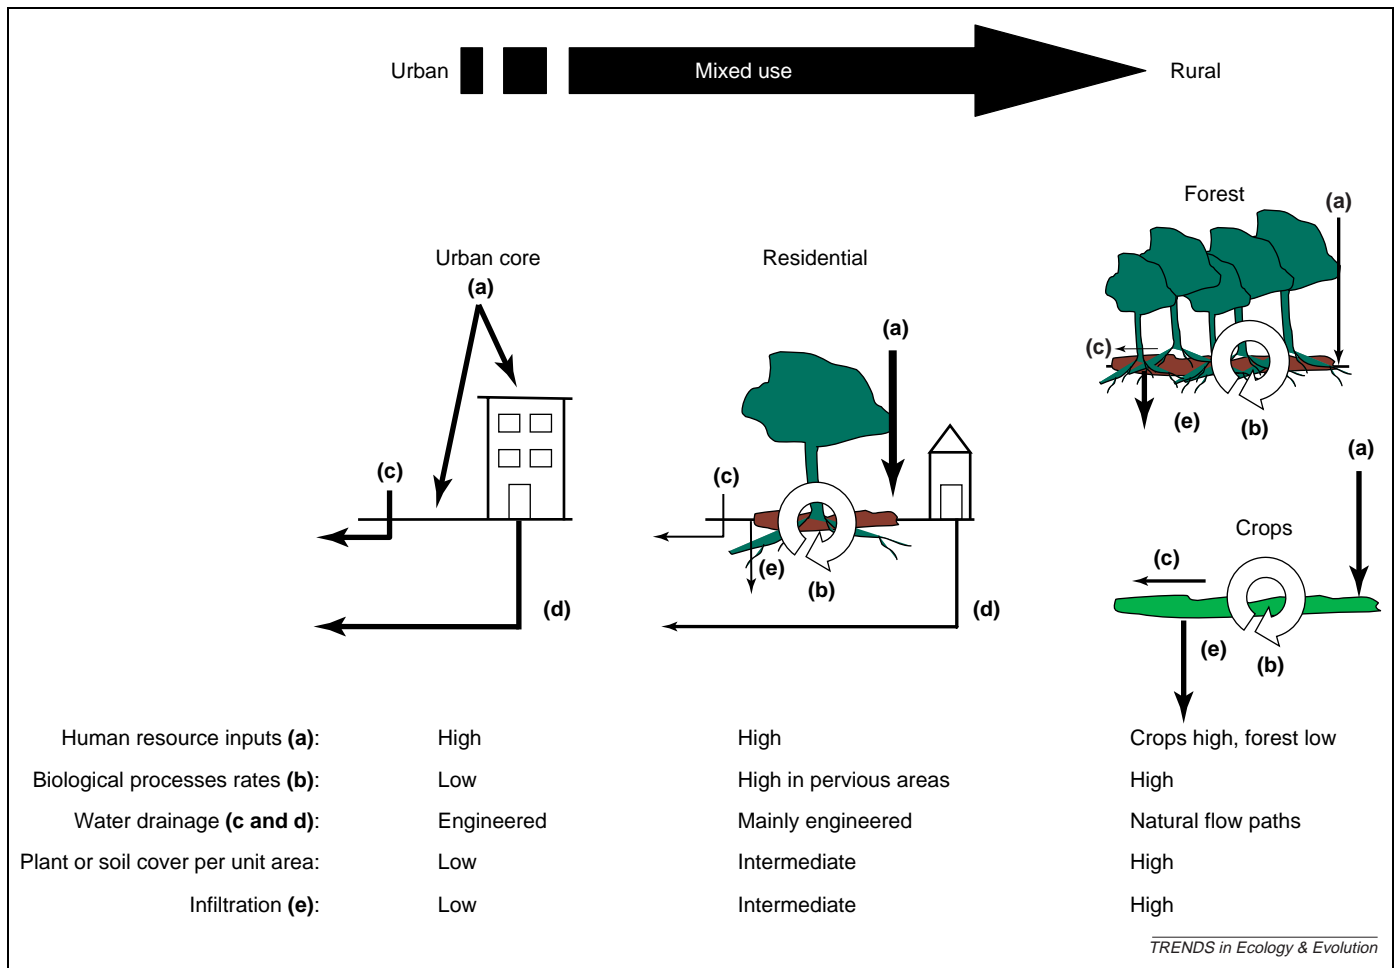 Urban Mixed use Rural
Forest
(a)
Urban core
(a)
Residential
(a)
(c)
(e)
(b)
(c)
(d)
(c)
(e)
(b)
(d)
(a)
Crops
(c)
(e)
(b)
Human resource inputs (a): High High Crops high, forest low
Biological processes rates (b): Low High in pervious areas High
Water drainage (c and d): Engineered Mainly engineered Natural flow paths
Plant or soil cover per unit area: Low Intermediate High
Infiltration (e): Low Intermediate High
TRENDS in Ecology & Evolution